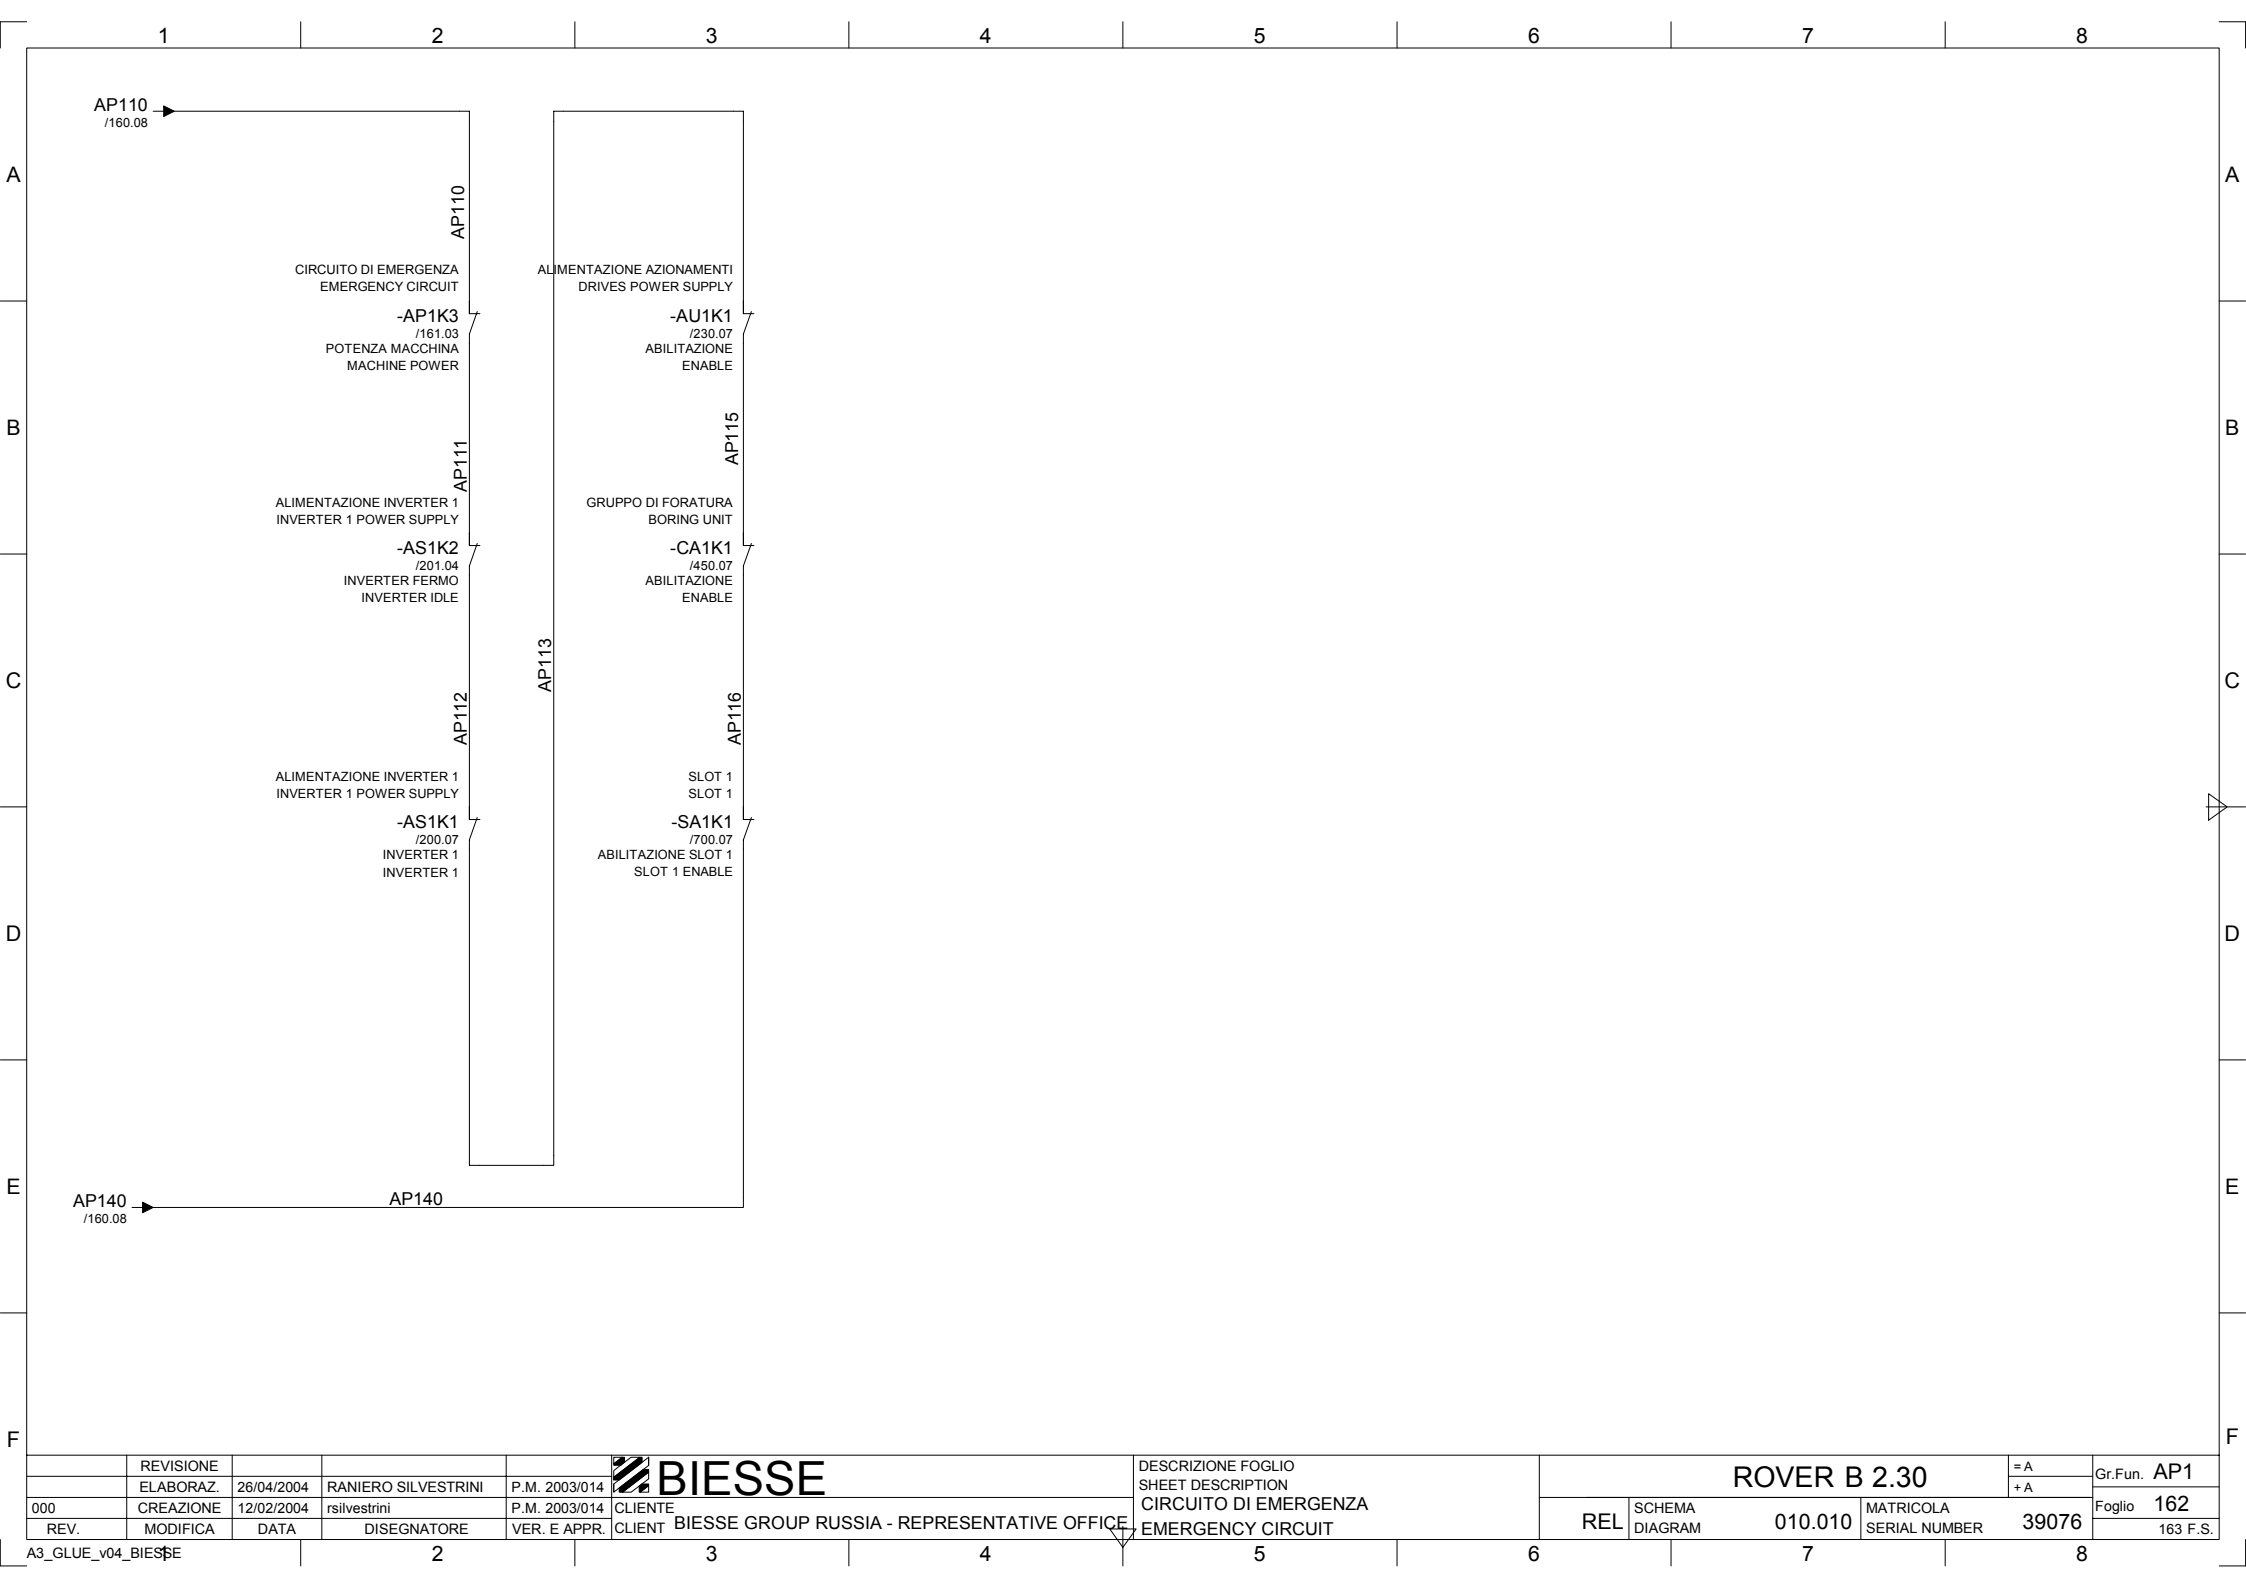 1 2 3 4 5 6 7 8
A
B
C
D
E
F
A
B
C
D
E
F
AP110
/160.08
AP110
CIRCUITO DI EMERGENZA
EMERGENCY CIRCUIT
-AP1K3
/161.03
POTENZA MACCHINA
MACHINE POWER
AP111
ALIMENTAZIONE INVERTER 1
INVERTER 1 POWER SUPPLY
-AS1K2
/201.04
INVERTER FERMO
INVERTER IDLE
AP112
ALIMENTAZIONE INVERTER 1
INVERTER 1 POWER SUPPLY
-AS1K1
/200.07
INVERTER 1
INVERTER 1
AP113
ALIMENTAZIONE AZIONAMENTI
DRIVES POWER SUPPLY
-AU1K1
/230.07
ABILITAZIONE
ENABLE
AP115
GRUPPO DI FORATURA
BORING UNIT
-CA1K1
/450.07
ABILITAZIONE
ENABLE
AP116
SLOT 1
SLOT 1
-SA1K1
/700.07
ABILITAZIONE SLOT 1
SLOT 1 ENABLE
AP140
/160.08
AP140
REVISIONE
ELABORAZ. 26/04/2004 RANIERO SILVESTRINI P.M. 2003/014
000 CREAZIONE 12/02/2004 rsilvestrini P.M. 2003/014
REV. MODIFICA DATA DISEGNATORE VER. E APPR.
BIESSE
CLIENTE
CLIENT BIESSE GROUP RUSSIA - REPRESENTATIVE OFFICE
DESCRIZIONE FOGLIO
SHEET DESCRIPTION
CIRCUITO DI EMERGENZA
EMERGENCY CIRCUIT
ROVER B 2.30
REL
SCHEMA
DIAGRAM
010.010
MATRICOLA
SERIAL NUMBER
39076
= A
+ A
Gr.Fun. AP1
Foglio 162
163 F.S.
A3_GLUE_v04_BIESSE
1 2 3 4 5 6 7 8